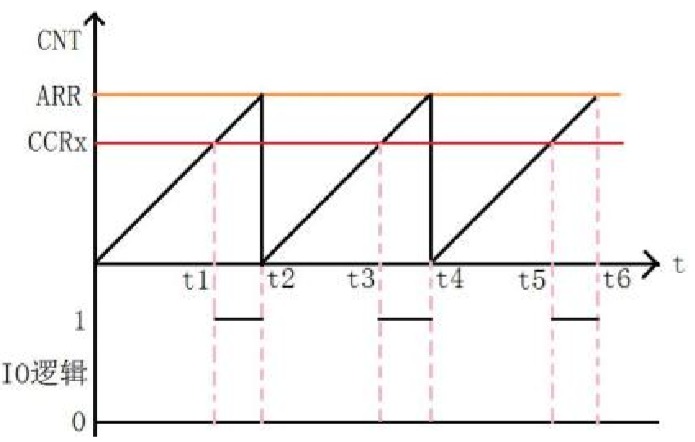 CNT
ARR
CCRx
t
t1 t2 t3 t4 t5 t6
1
IO逻辑
0